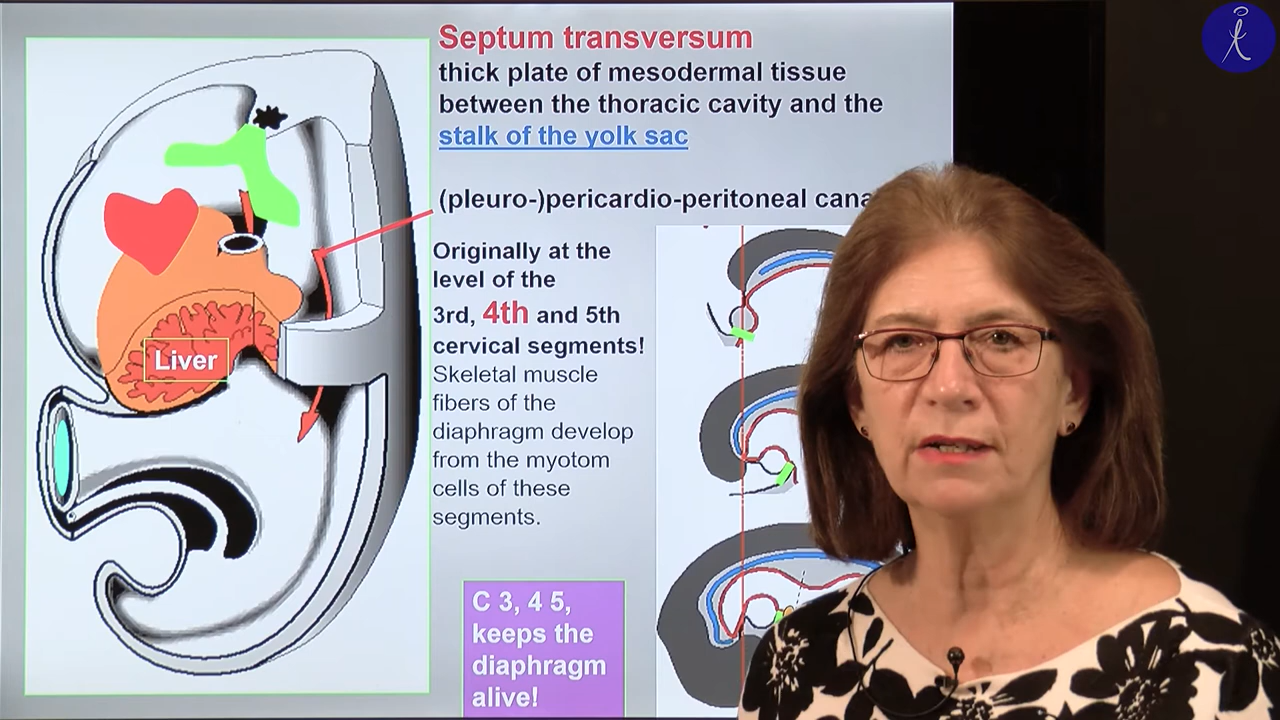 Septum transversum
thick plate of mesodermal tissue
between the thoracic cavity and the
stalk of the yolk sac
(pleuro-)pericardio-peritoneal
Originally at the
level of the
3rd, 4th and 5th
cervical segments!
Skeletal muscle
fibers of the
diaphragm develop
from the myotom
cells of these
segments.
Liver
C 3, 4 5,
keeps the
diaphragm
alive!